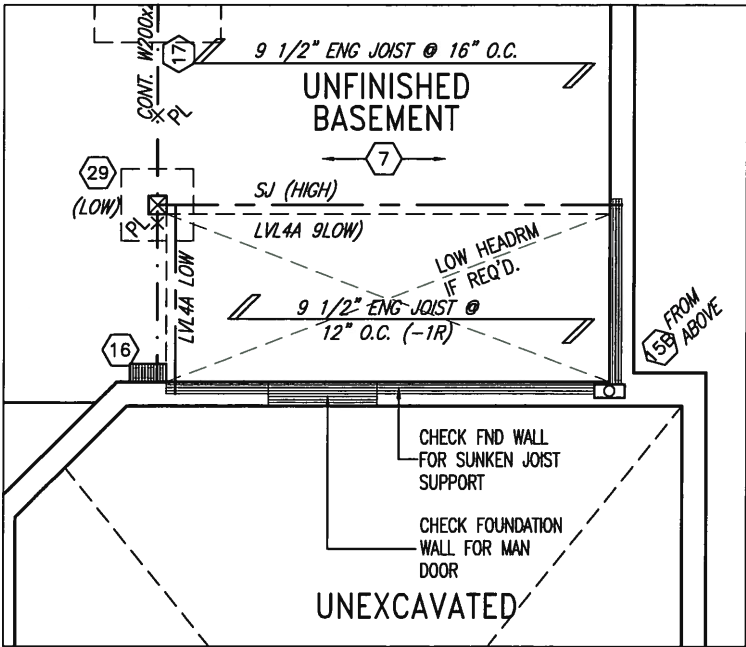 CONT. W200x2
17
9 1/2" ENG JOIST @ 16" O.C.
UNFINISHED
BASEMENT
PL
7
29
(LOW)
SJ (HIGH)
PL
LVL4A 9LOW)
LVL4A LOW
LOW HEADRM
IF REQ'D.
9 1/2" ENG JOIST @
12" O.C. (-1R)
16
15B
FROM
ABOVE
CHECK FND WALL
FOR SUNKEN JOIST
SUPPORT
CHECK FOUNDATION
WALL FOR MAN
DOOR
UNEXCAVATED